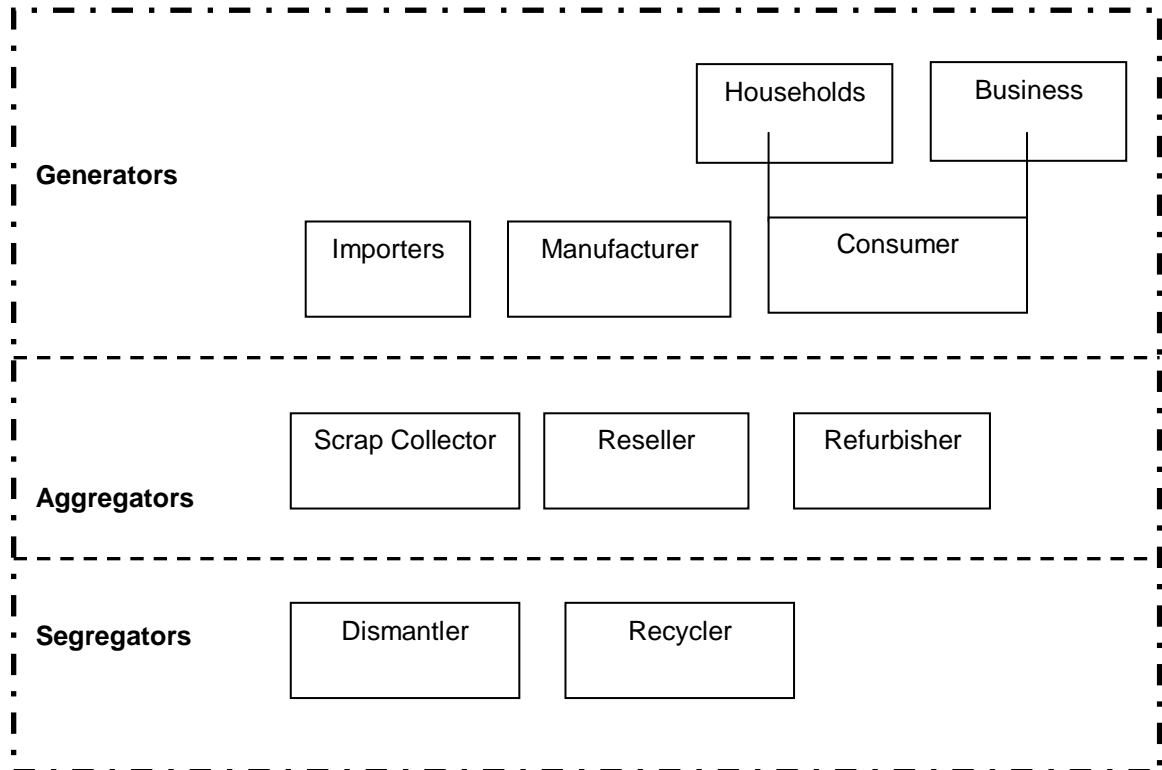 Households
Business
Generators
Importers
Manufacturer
Consumer
Scrap Collector
Reseller
Refurbisher
Aggregators
Segregators
Dismantler
Recycler